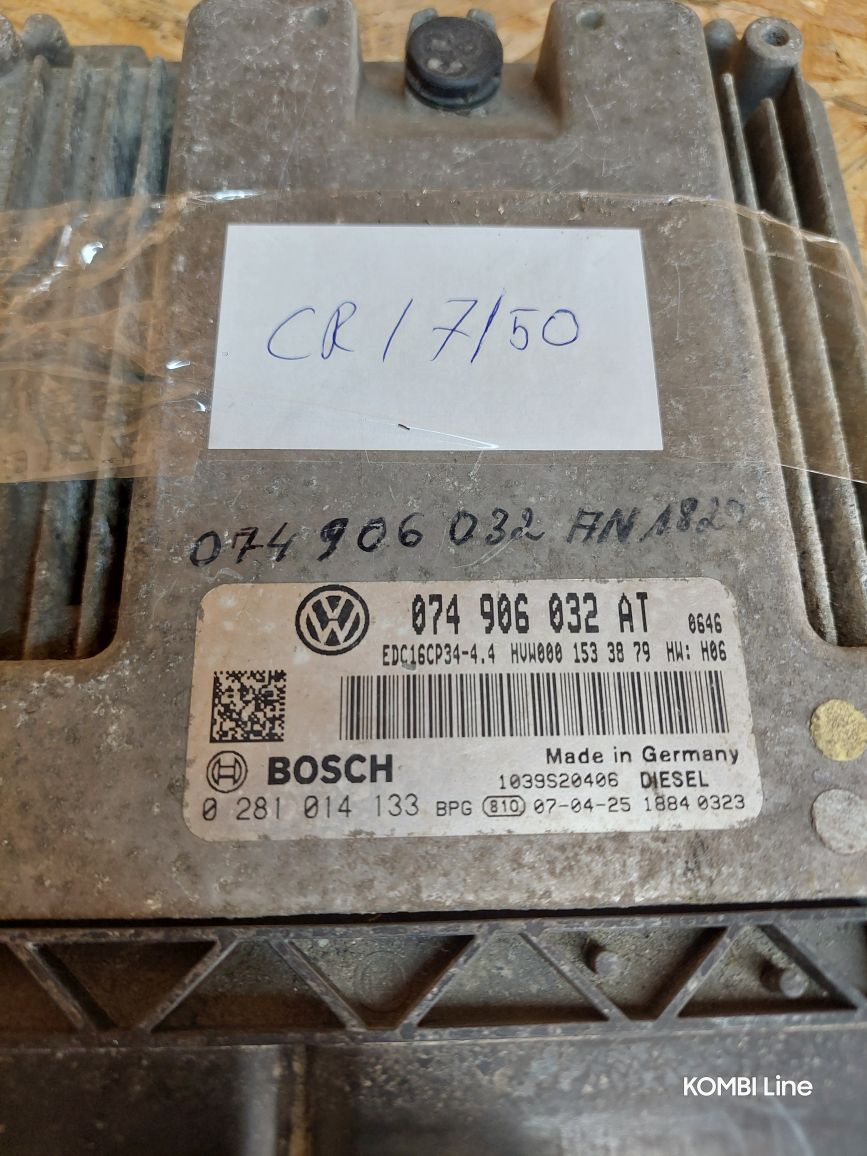 CR/7/50
074 906 032 AN 1820
074 906 032 AT 0646
EDC16CP34-4.4 HVW000 153 38 79 HW: H06
BOSCH
Made in Germany
1039S20406 DIESEL
0 281 014 133 BPG 810 07-04-25 1884 0323
KOMBI Line